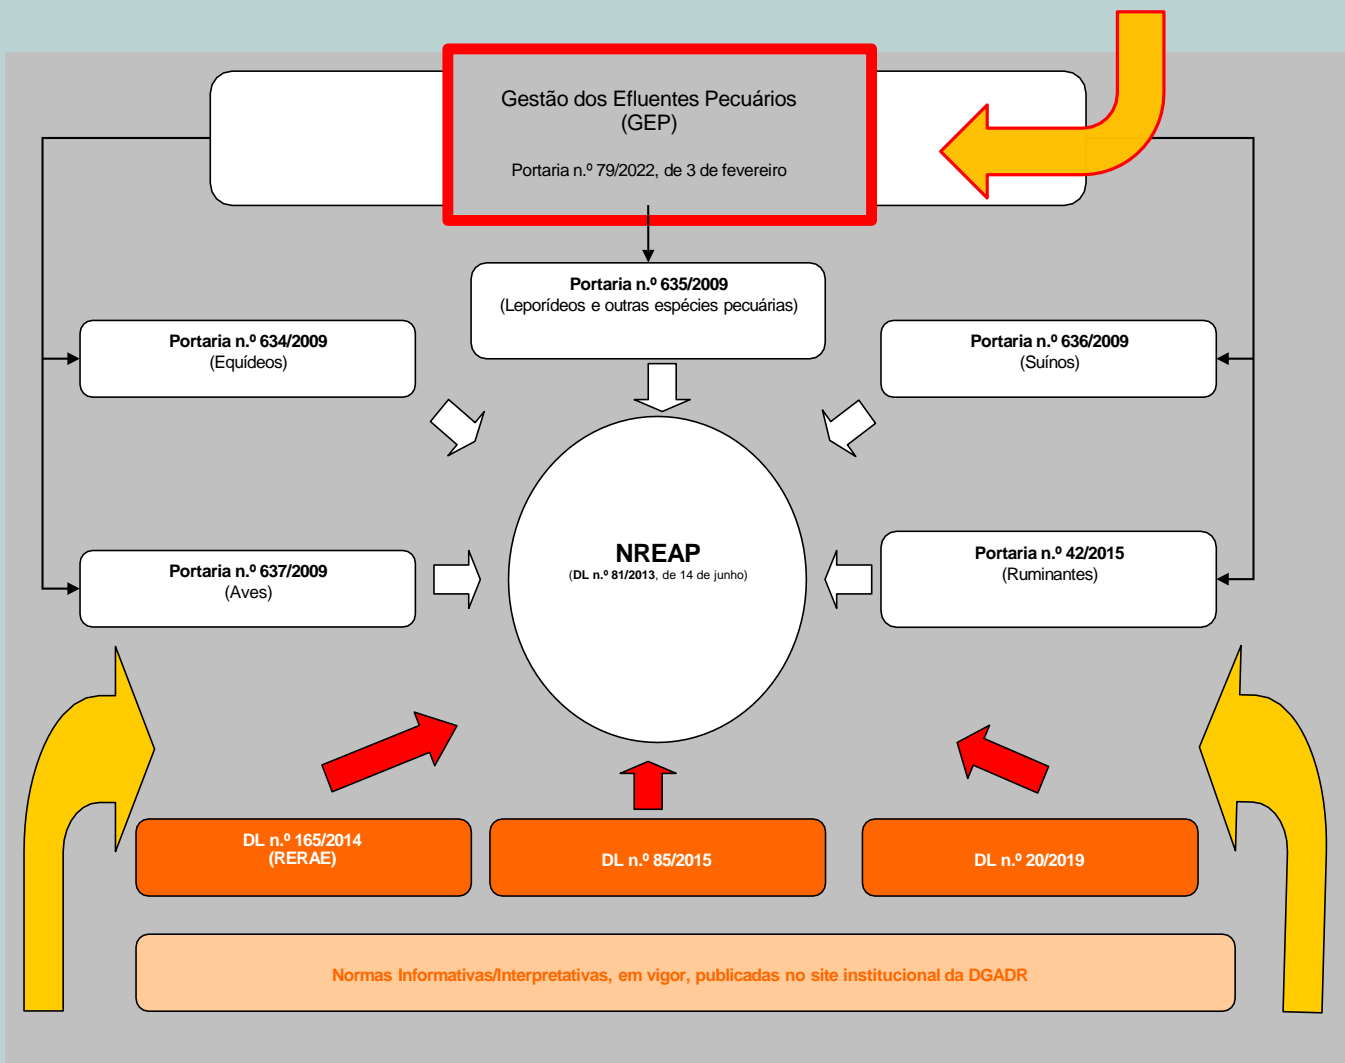 Gestão dos Efluentes Pecuários
(GEP)
Portaria n.º 79/2022, de 3 de fevereiro
Portaria n.º 635/2009
(Leporídeos e outras espécies pecuárias)
Portaria n.º 634/2009
(Equídeos)
Portaria n.º 636/2009
(Suínos)
NREAP
(DL n.º 81/2013, de 14 de junho)
Portaria n.º 637/2009
(Aves)
Portaria n.º 42/2015
(Ruminantes)
DL n.º 165/2014
(RERAE)
DL n.º 85/2015
DL n.º 20/2019
Normas Informativas/Interpretativas, em vigor, publicadas no site institucional da DGADR